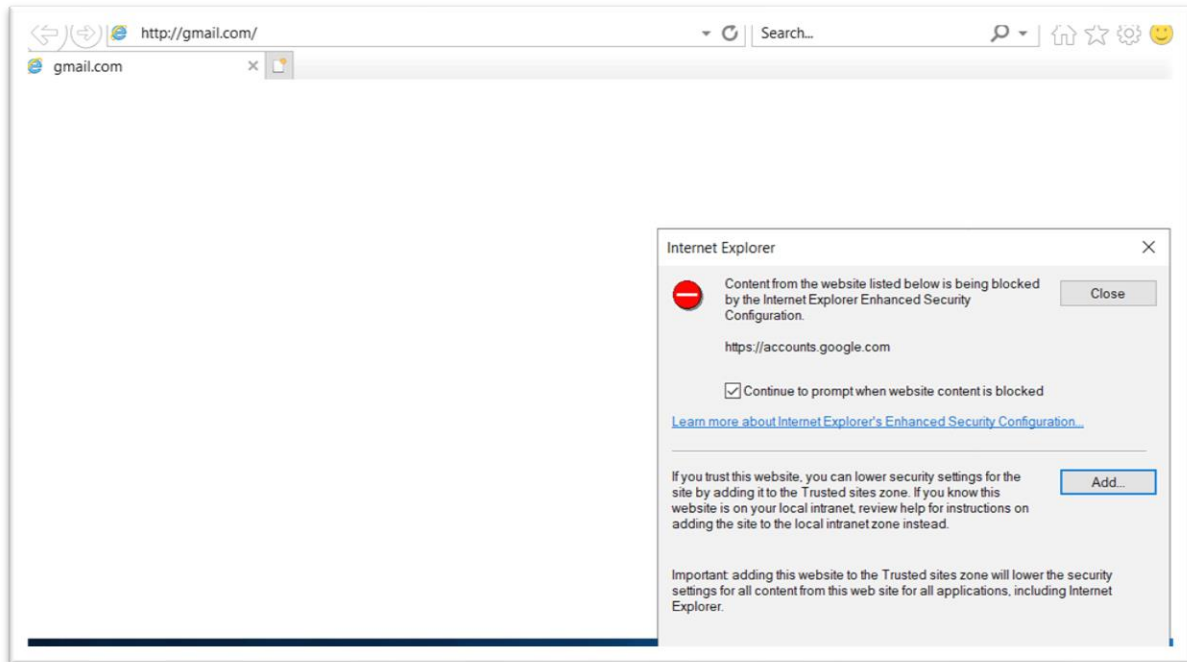 http://gmail.com/
Search...
gmail.com
Internet Explorer
Content from the website listed below is being blocked
by the Internet Explorer Enhanced Security
Configuration.
Close
https://accounts.google.com
Continue to prompt when website content is blocked
Learn more about Internet Explorer's Enhanced Security Configuration...
If you trust this website, you can lower security settings for the
site by adding it to the Trusted sites zone. If you know this
website is on your local intranet, review help for instructions on
adding the site to the local intranet zone instead.
Add...
Important: adding this website to the Trusted sites zone will lower the security
settings for all content from this web site for all applications, including Internet
Explorer.